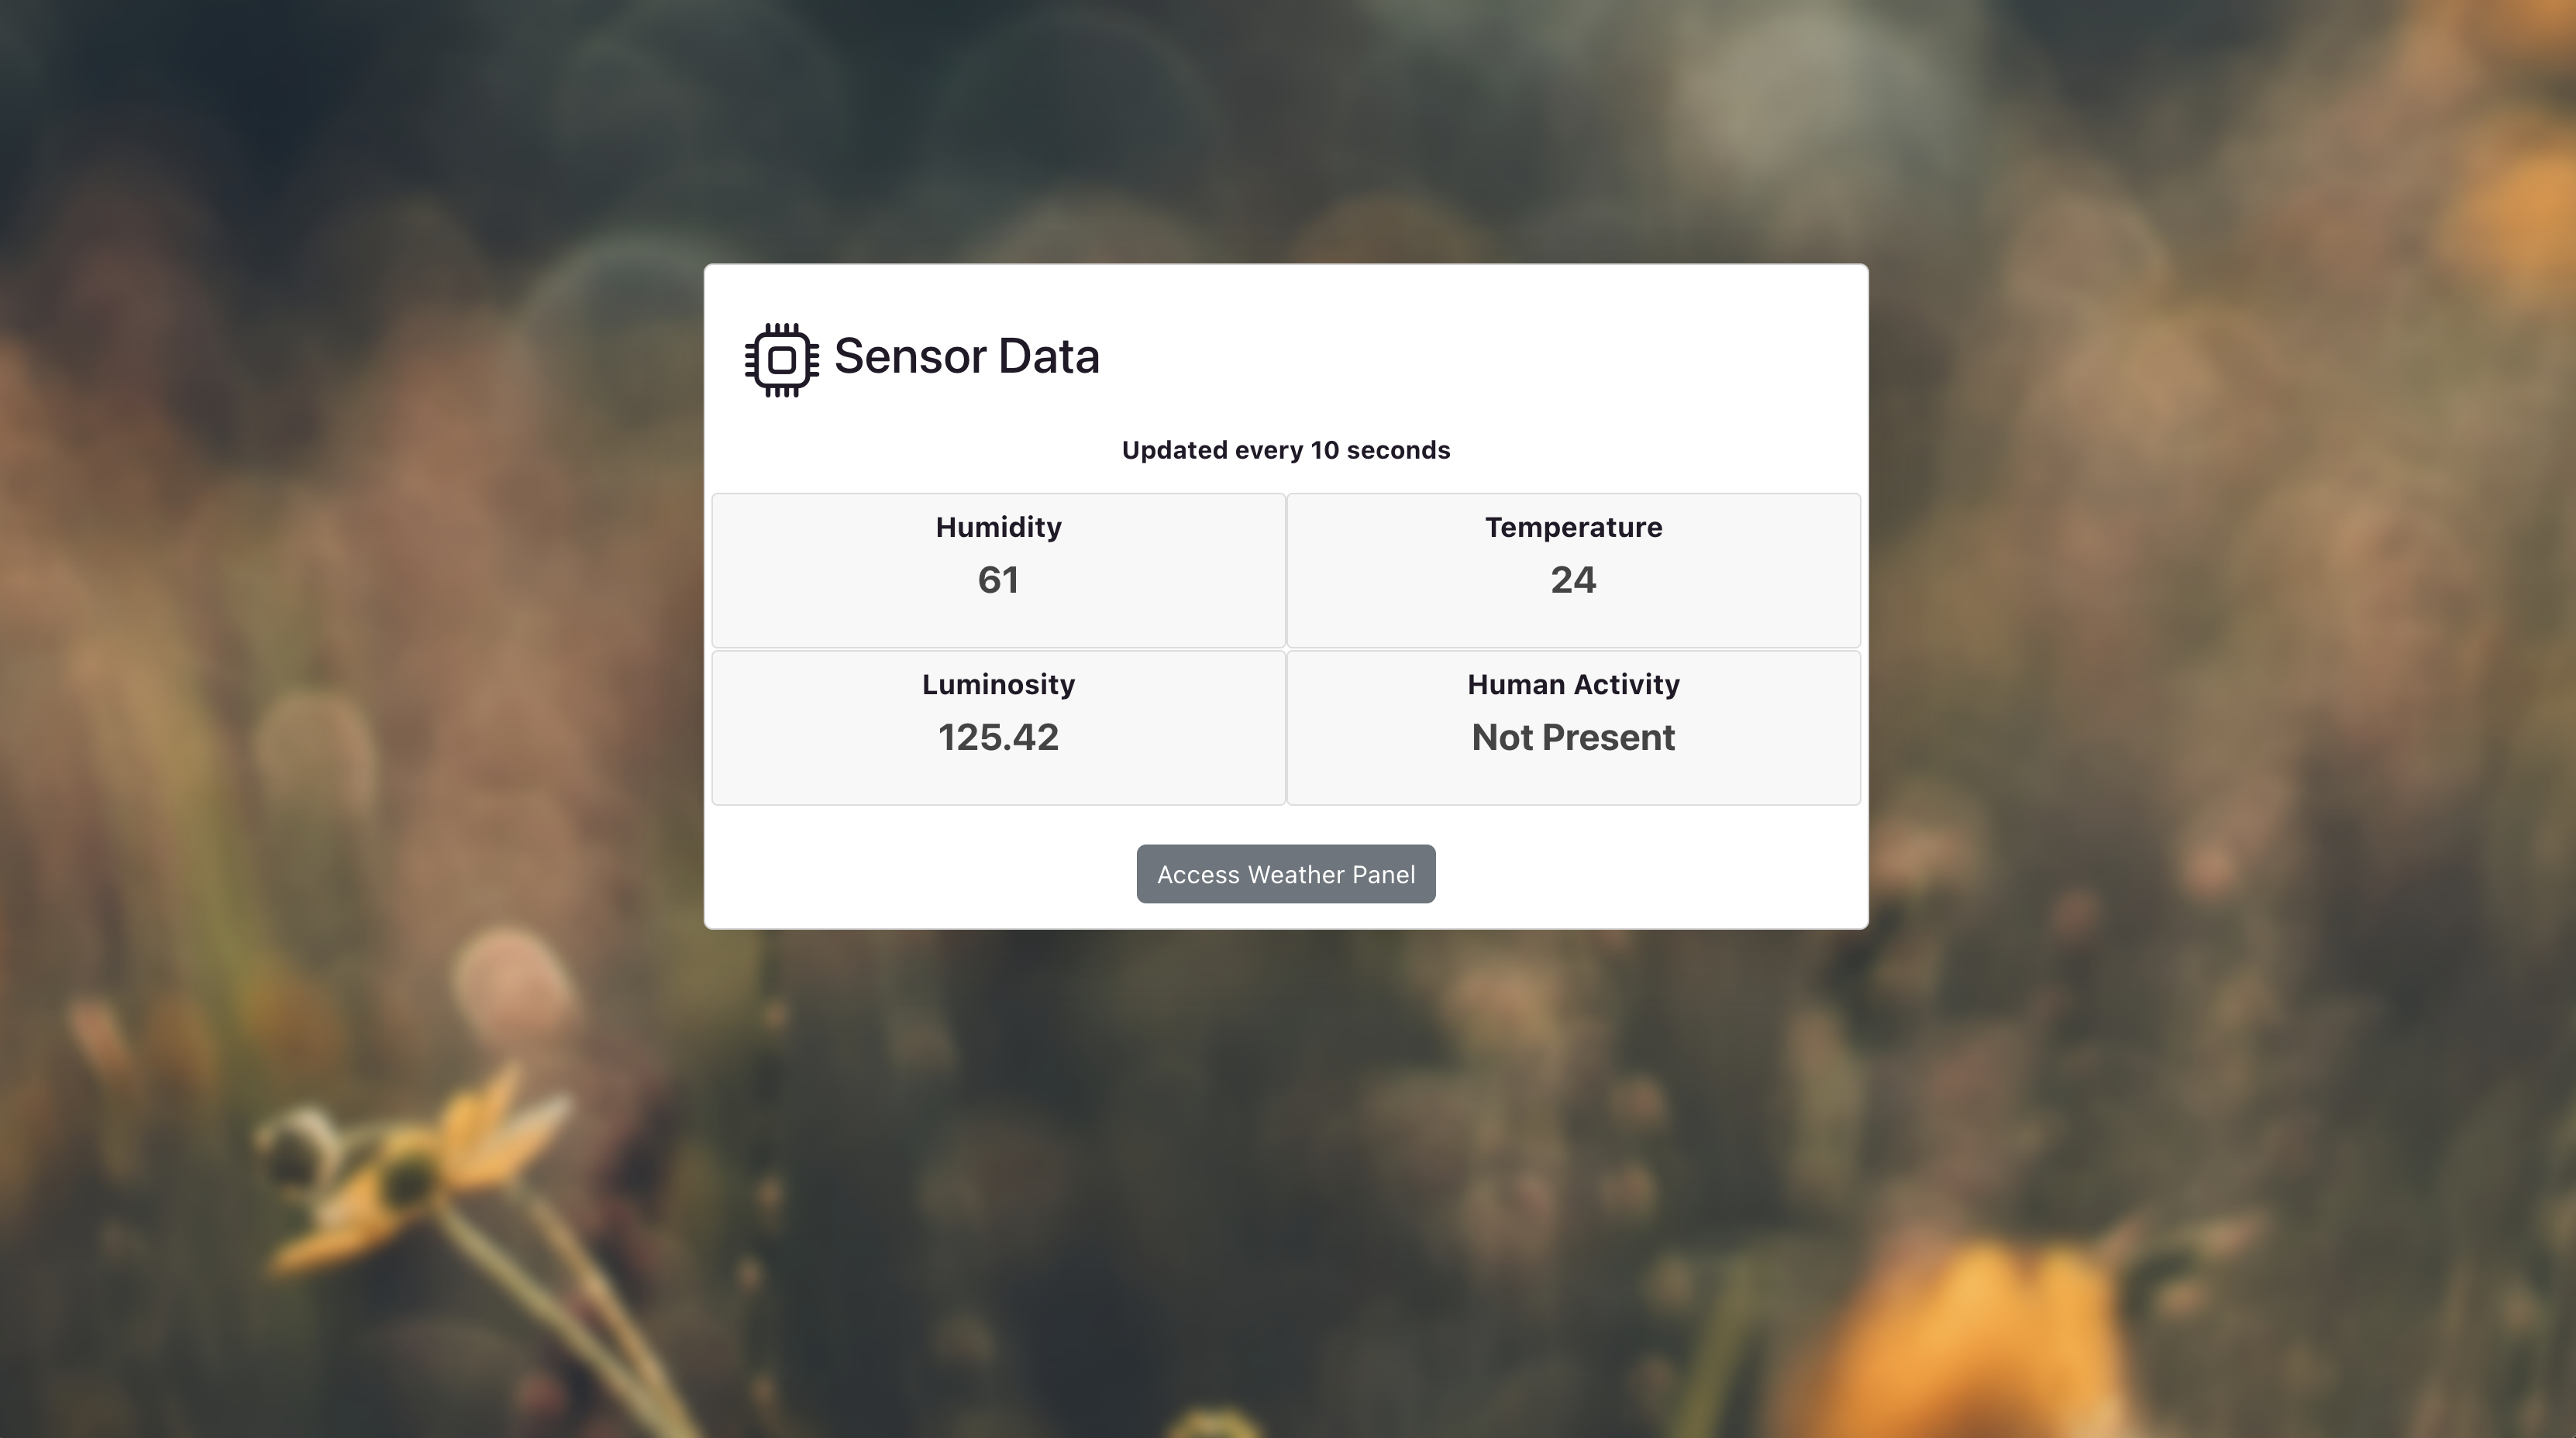 Sensor Data
Updated every 10 seconds
Humidity
61
Temperature
24
Luminosity
125.42
Human Activity
Not Present
Access Weather Panel